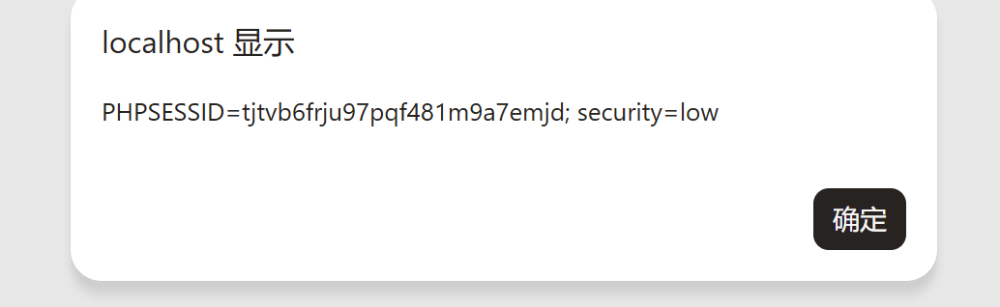 localhost 显示
PHPSESSID=tjtvb6frju97pqf481m9a7emjd; security=low
确定